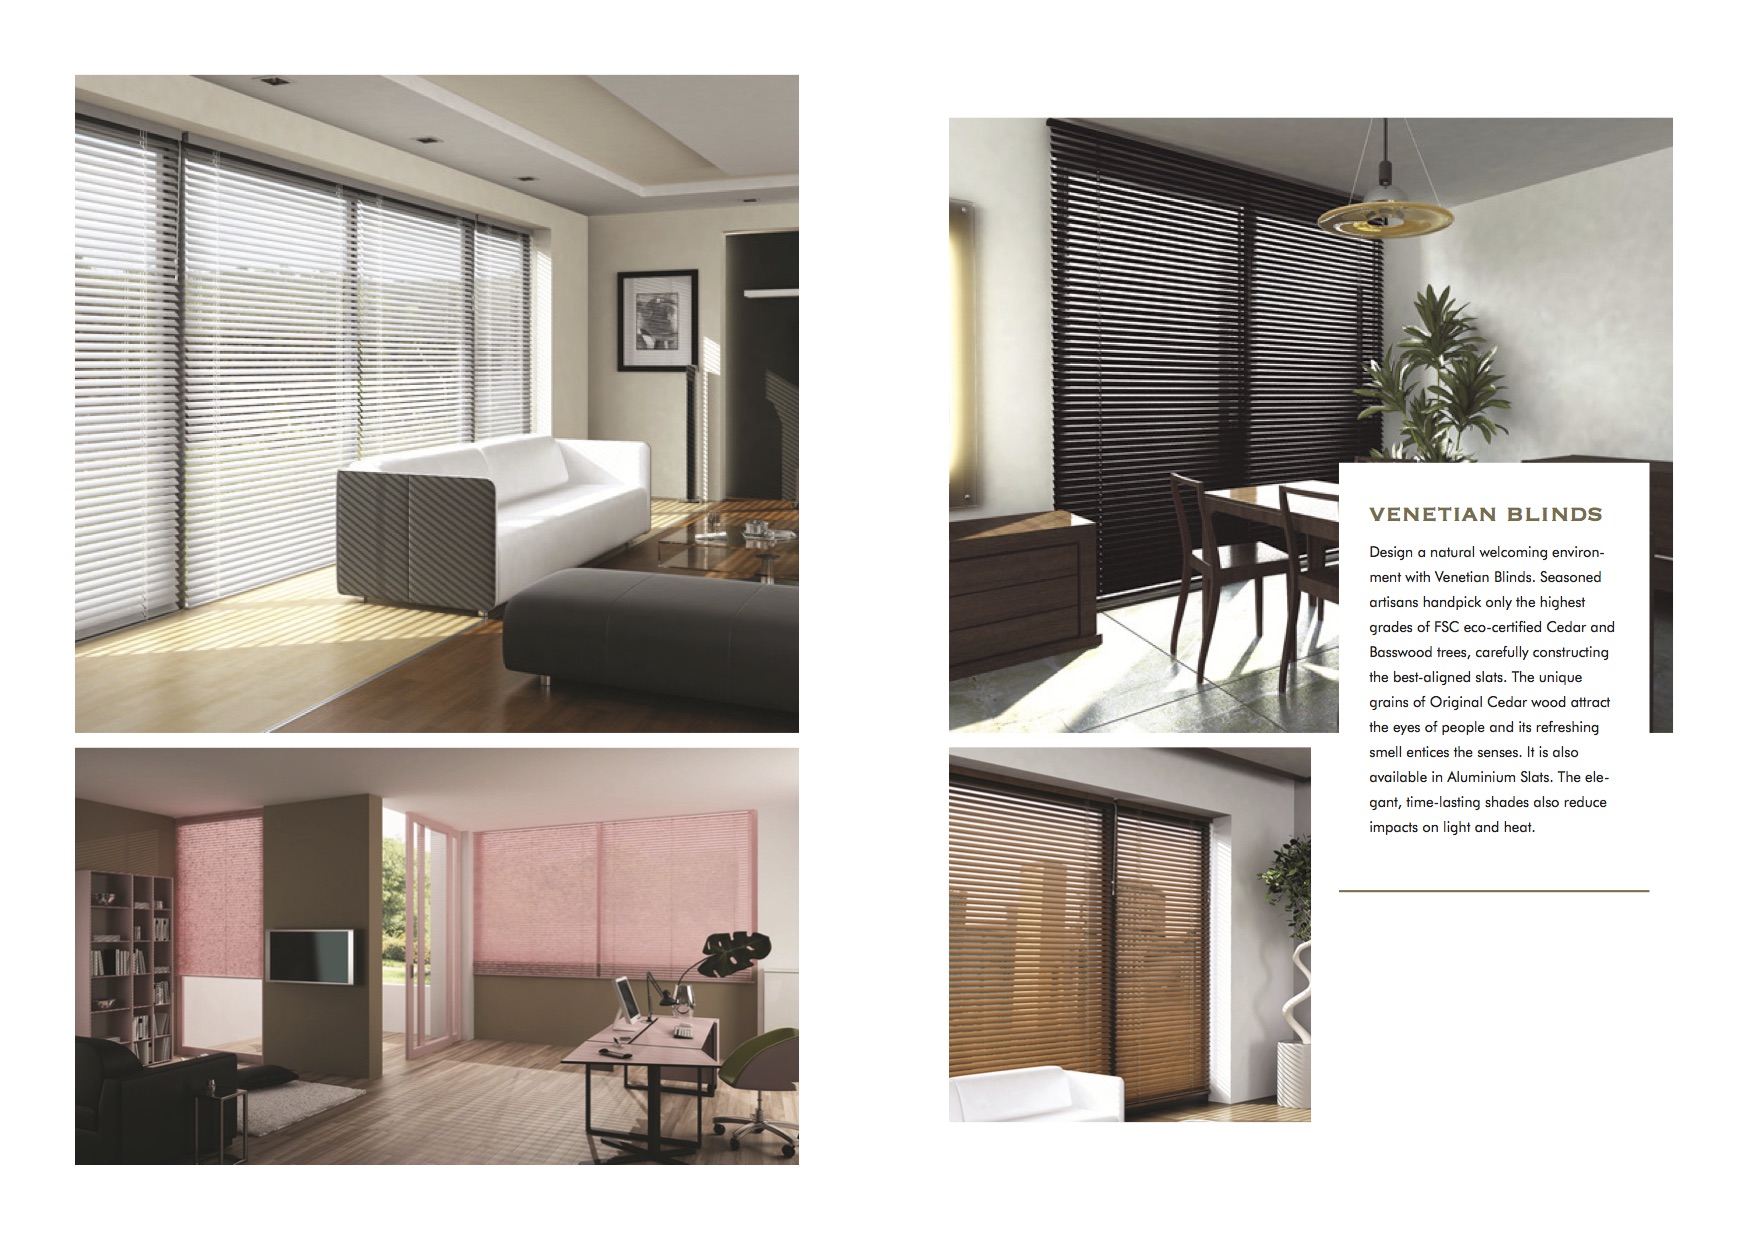 VENETIAN BLINDS
Design a natural welcoming environ-
ment with Venetian Blinds. Seasoned
artisans handpick only the highest
grades of FSC eco-certified Cedar and
Basswood trees, carefully constructing
the best-aligned slats. The unique
grains of Original Cedar wood attract
the eyes of people and its refreshing
smell entices the senses. It is also
available in Aluminium Slats. The ele-
gant, time-lasting shades also reduce
impacts on light and heat.